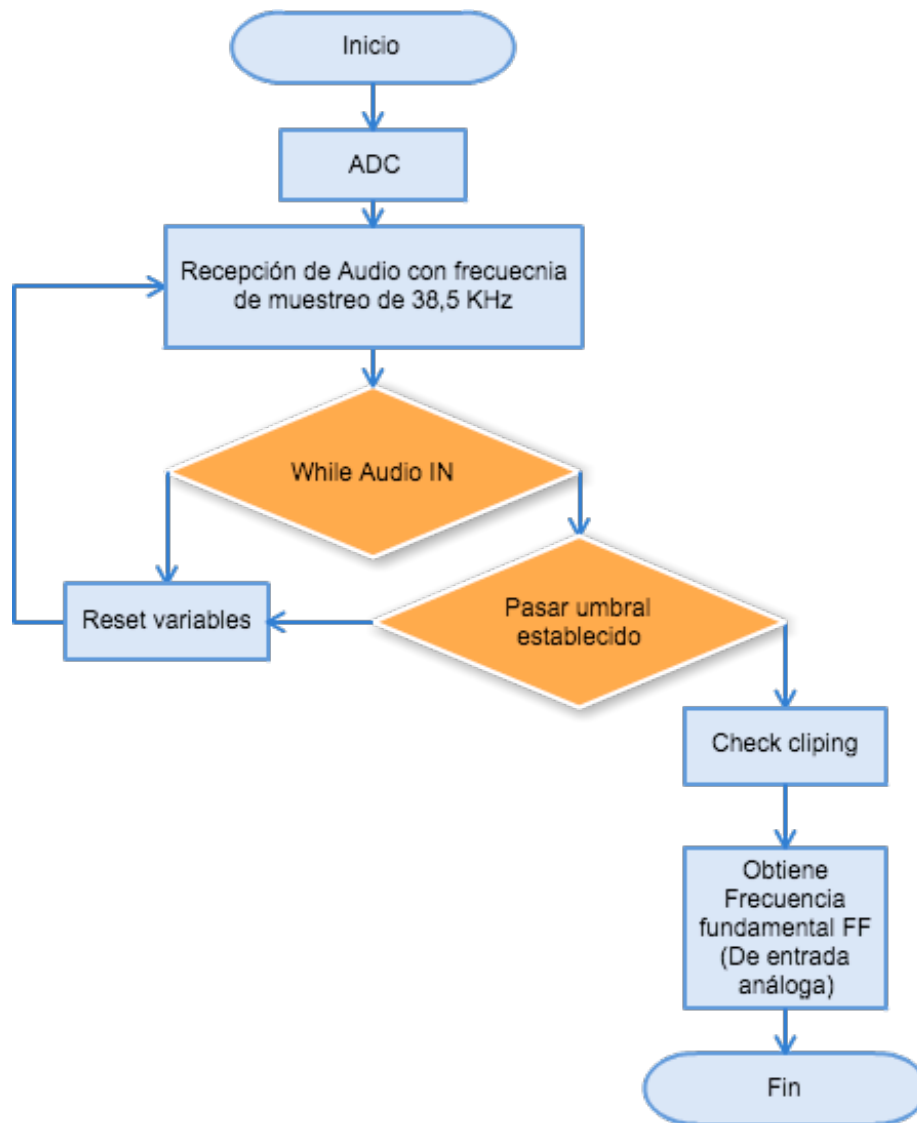 Inicio
ADC
Recepción de Audio con frecuecnia
de muestreo de 38,5 KHz
While Audio IN
Pasar umbral
establecido
Reset variables
Check cliping
Obtiene
Frecuencia
fundamental FF
(De entrada
análoga)
Fin